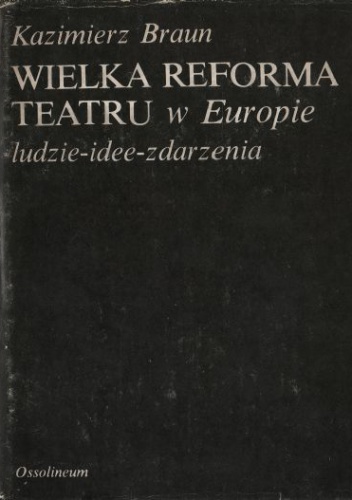 Kazimierz Braun
WIELKA REFORMA
TEATRU w Europie
ludzie-idee-zdarzenia
Ossolineum